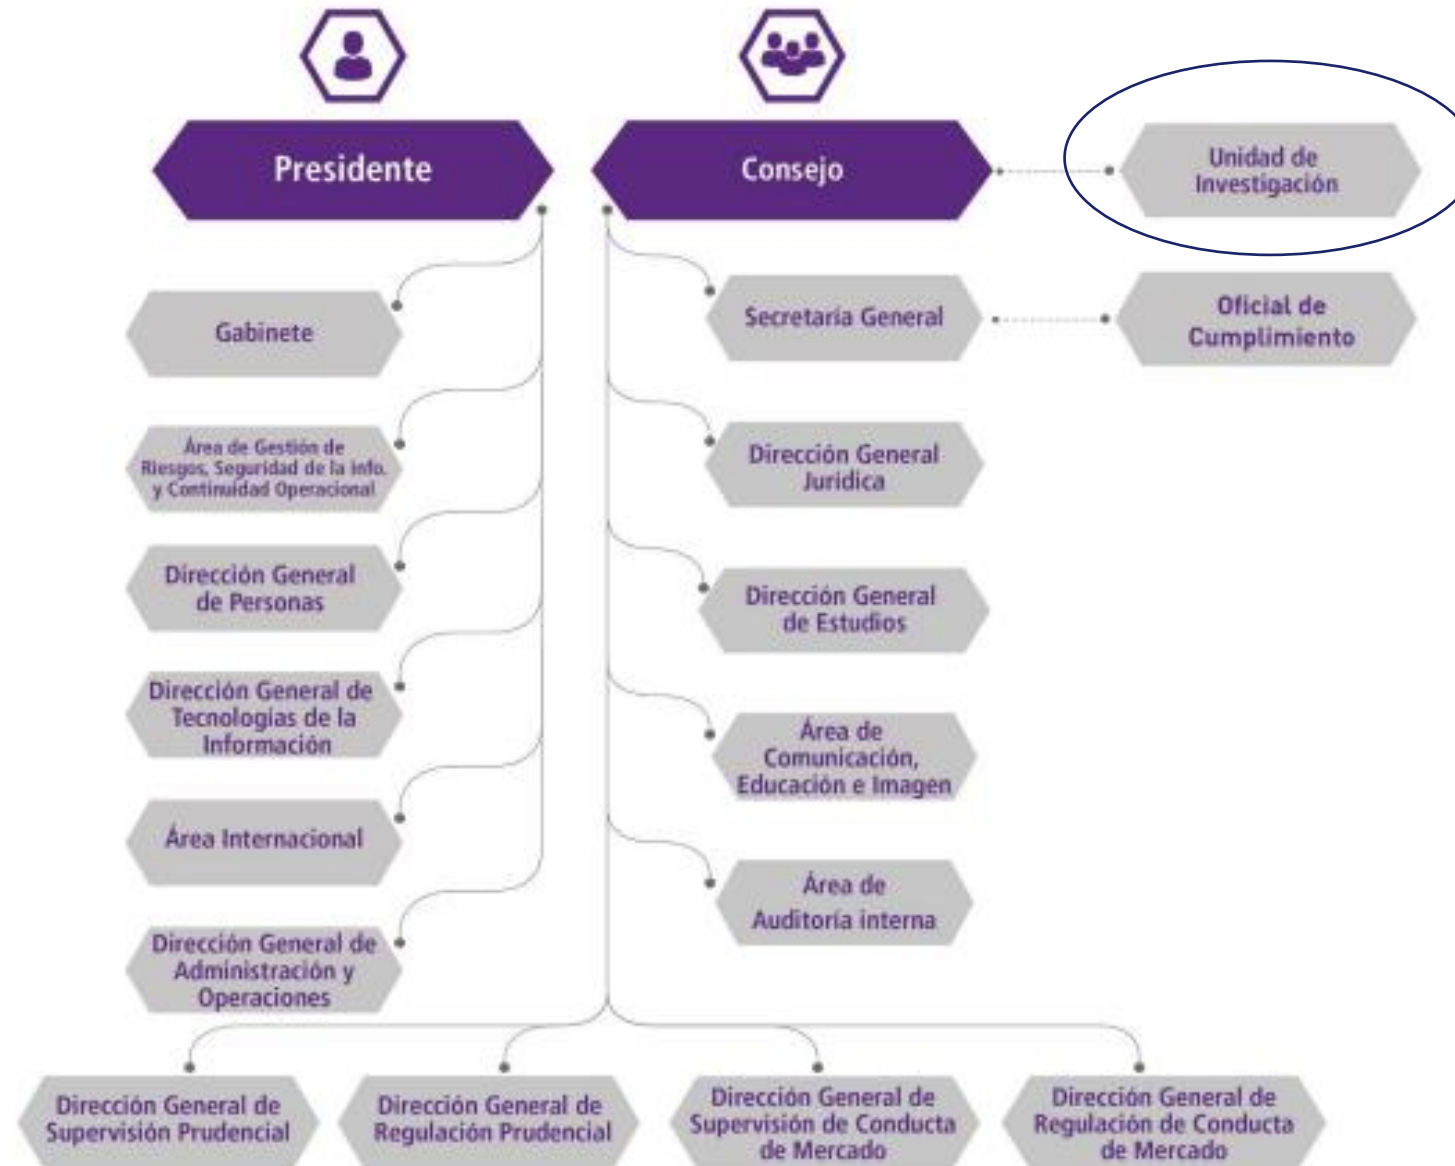 Presidente
Consejo
Unidad de
Investigación
Gabinete
Secretaría General
Oficial de
Cumplimiento
Área de Gestión de
Riesgos, Seguridad de la info.
y Continuidad Operacional
Dirección General
Jurídica
Dirección General
de Personas
Dirección General
de Estudios
Dirección General de
Tecnologías de la
Información
Área de
Comunicación,
Educación e Imagen
Área Internacional
Área de
Auditoría interna
Dirección General de
Administración y
Operaciones
Dirección General de
Supervisión Prudencial
Dirección General de
Regulación Prudencial
Dirección General de
Supervisión de Conducta
de Mercado
Dirección General de
Regulación de Conducta
de Mercado